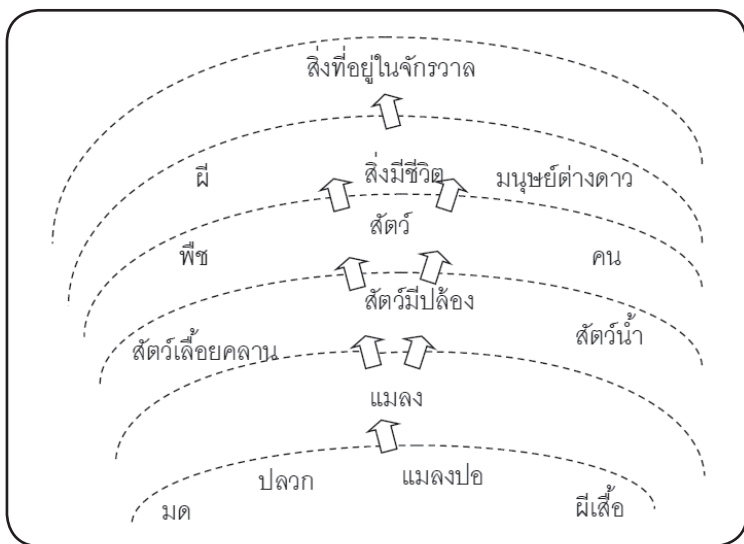 สิ่งที่อยู่ในจักรวาล
ผี สิ่งมีชีวิต มนุษย์ต่างดาว
สัตว์
พืช คน
สัตว์มีปล้อง
สัตว์เลื้อยคลาน สัตว์น้ำ
แมลง
ปลวก แมลงปอ
มด ผีเสื้อ